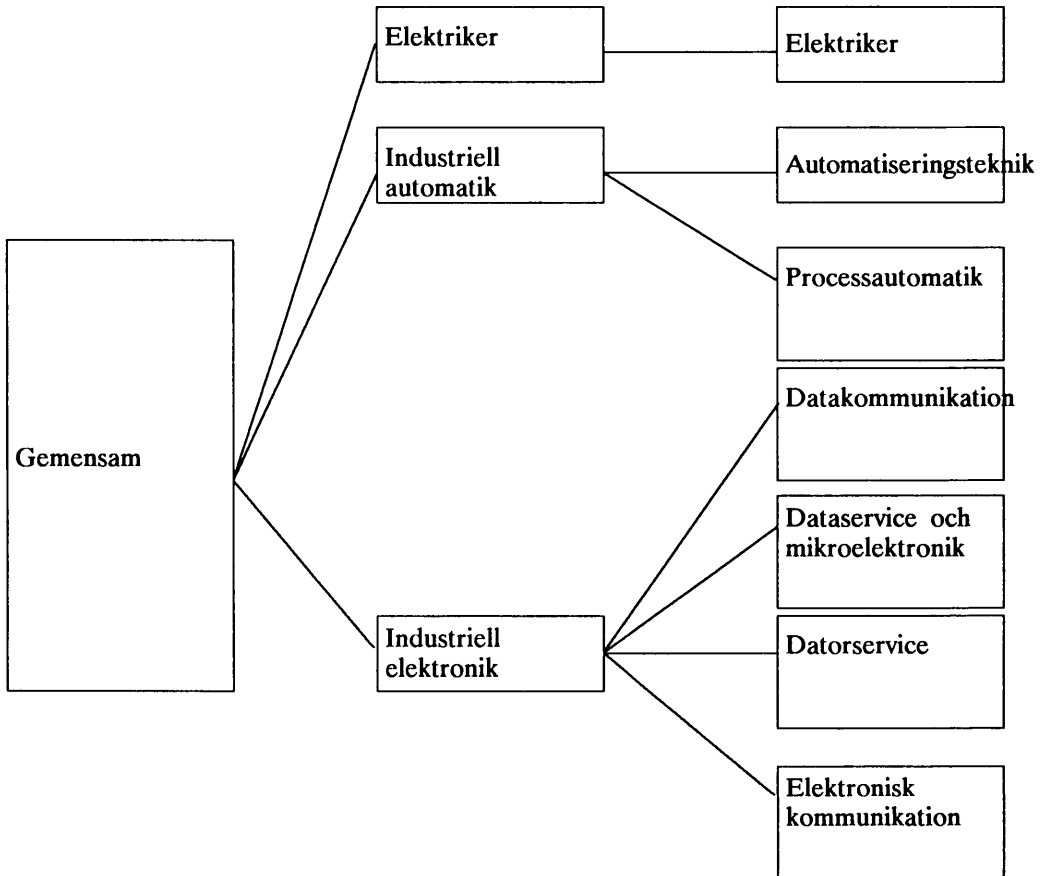 Elektriker
Elektriker
Industriell
automatik
Automatiseringsteknik
Processautomatik
Datakommunikation
Gemensam
Dataservice och
mikroelektronik
Industriell
elektronik
Datorservice
Elektronisk
kommunikation